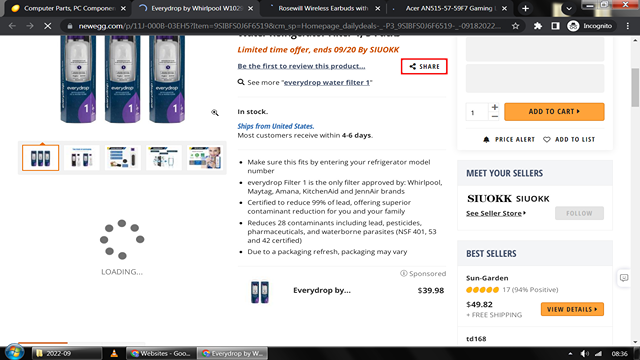 Computer Parts, PC Component
Everydrop by Whirlpool W102
Rosewill Wireless Earbuds with
Acer AN515-57-59F7 Gaming
newegg.com/p/11J-000B-03EH5?Item=9SIBFS0J6F6519&cm_sp=Homepage_dailydeals-_-P3_9SIBFS0J6F6519-_-09182022...
Incognito
Limited time offer, ends 09/20 By SIUOKK
Be the first to review this product...
SHARE
See more "everydrop water filter 1"
In stock.
Ships from United States.
Most customers receive within 4-6 days.
Make sure this fits by entering your refrigerator model
number
everydrop Filter 1 is the only filter approved by: Whirlpool,
Maytag, Amana, KitchenAid and JennAir brands
Certified to reduce 99% of lead, offering superior
contaminant reduction for you and your family
Reduces 28 contaminants including lead, pesticides,
pharmaceuticals, and waterborne parasites (NSF 401, 53
and 42 certified)
Due to a packaging refresh, packaging may vary
Sponsored
Everydrop by...
$39.98
everydrop
1
everydrop
1
everydrop
1
LOADING...
1
ADD TO CART
PRICE ALERT
ADD TO LIST
MEET YOUR SELLERS
SIUOKK SIUOKK
See Seller Store
FOLLOW
BEST SELLERS
Sun-Garden
17 (94% Positive)
$49.82
+ FREE SHIPPING
VIEW DETAILS
td168
2022-09
Websites - Goo...
Everydrop by W...
08:36